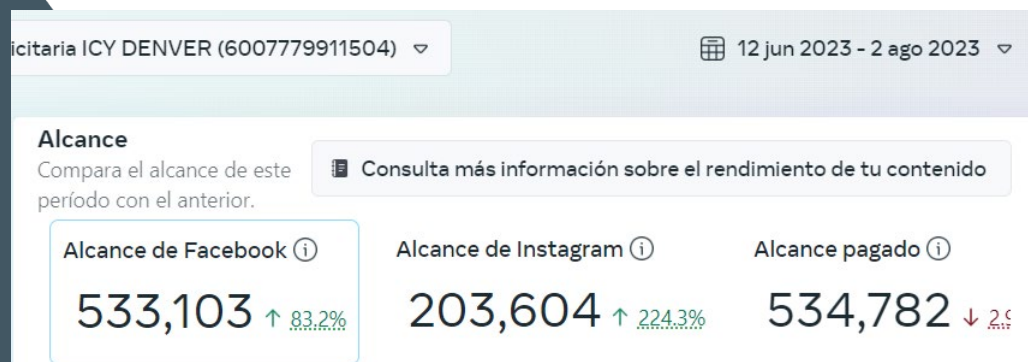 icitaria ICY DENVER (6007779911504)
12 jun 2023 - 2 ago 2023
Alcance
Compara el alcance de este
período con el anterior.
Consulta más información sobre el rendimiento de tu contenido
Alcance de Facebook
Alcance de Instagram
Alcance pagado
533,103 ↑ 83.2%
203,604 ↑ 224.3%
534,782 ↓